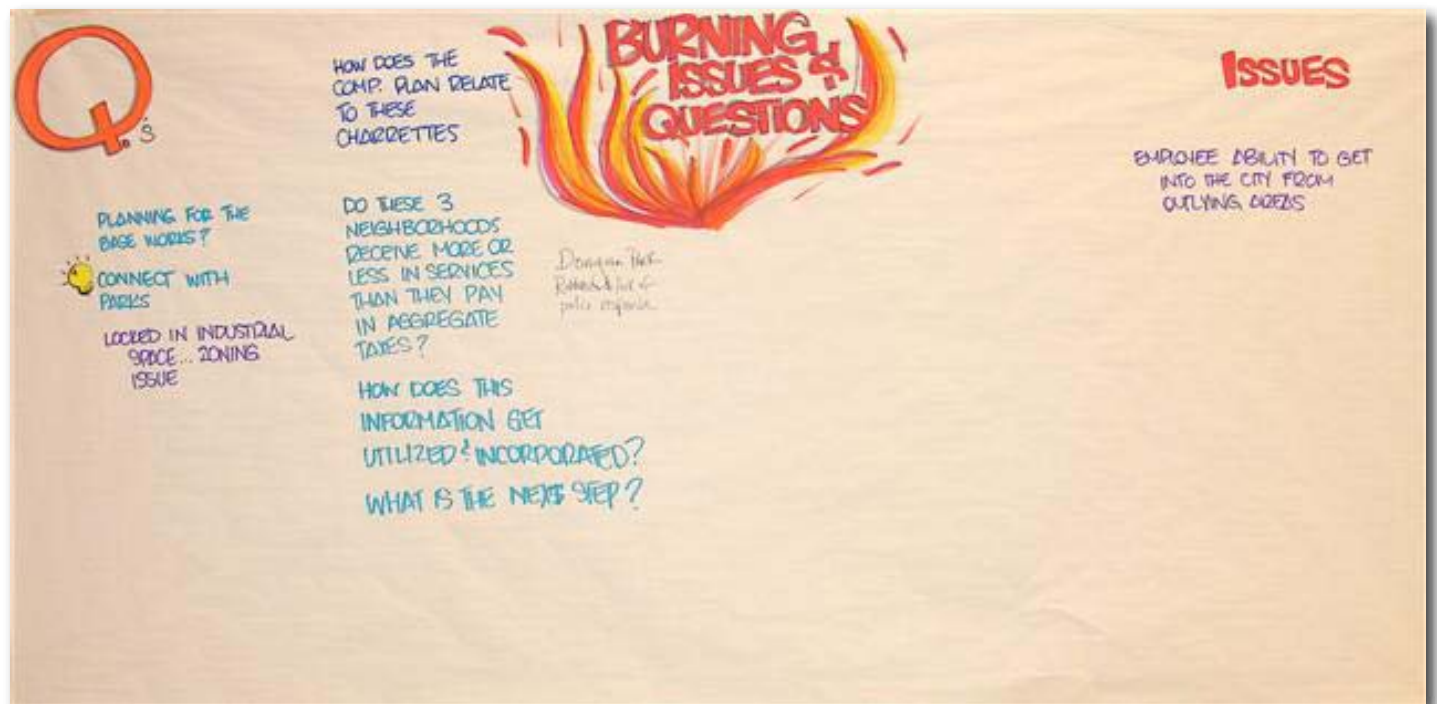 Q.'s
PLANNING FOR THE
BASE WORKS?
CONNECT WITH
PARKS
LOCKED IN INDUSTRIAL
SPACE... ZONING
ISSUE
HOW DOES THE
COMP. PLAN RELATE
TO THESE
CHARRETTES
DO THESE 3
NEIGHBORHOODS
RECEIVE MORE OR
LESS IN SERVICES
THAN THEY PAY
IN AGGREGATE
TAXES?
HOW DOES THIS
INFORMATION GET
UTILIZED & INCORPORATED?
WHAT IS THE NEXT STEP?
BURNING
ISSUES &
QUESTIONS
Park
police
ISSUES
EMPLOYEE ABILITY TO GET
INTO THE CITY FROM
OUTLYING AREAS